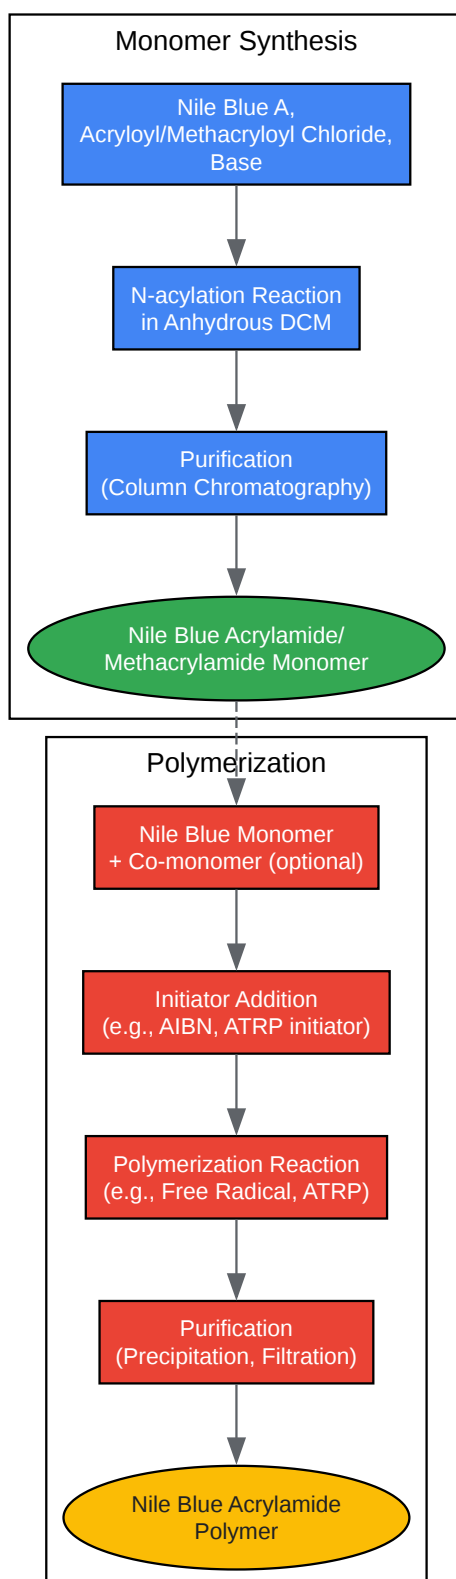 Monomer Synthesis
Nile Blue A,
Acryloyl/Methacryloyl Chloride,
Base
N-acylation Reaction
in Anhydrous DCM
Purification
(Column Chromatography)
Nile Blue Acrylamide/
Methacrylamide Monomer
Polymerization
Nile Blue Monomer
+ Co-monomer (optional)
Initiator Addition
(e.g., AIBN, ATRP initiator)
Polymerization Reaction
(e.g., Free Radical, ATRP)
Purification
(Precipitation, Filtration)
Nile Blue Acrylamide
Polymer